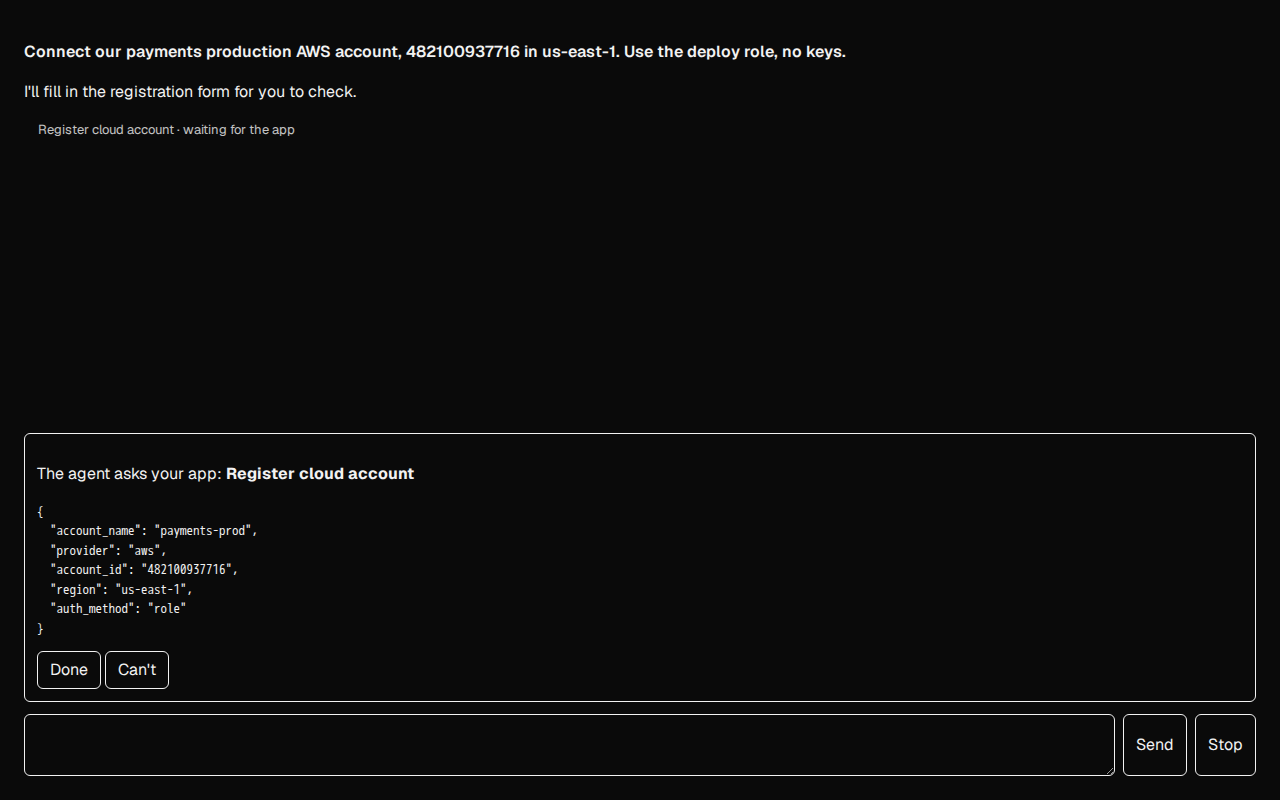 Connect our payments production AWS account, 482100937716 in us-east-1. Use the deploy role, no keys.
I'll fill in the registration form for you to check.
Register cloud account · waiting for the app
The agent asks your app: Register cloud account
{
  "account_name": "payments-prod",
  "provider": "aws",
  "account_id": "482100937716",
  "region": "us-east-1",
  "auth_method": "role"
}
Done Can't
Send Stop